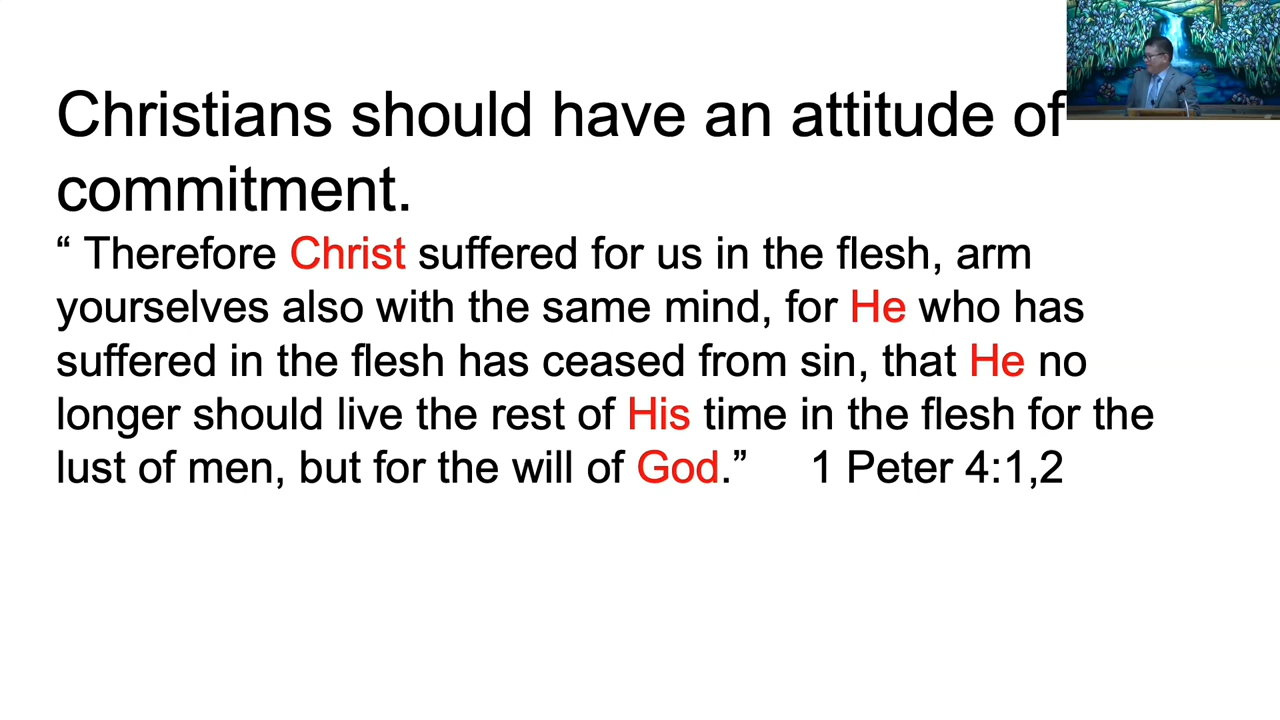 Christians should have an attitude of
commitment.
“ Therefore Christ suffered for us in the flesh, arm
yourselves also with the same mind, for He who has
suffered in the flesh has ceased from sin, that He no
longer should live the rest of His time in the flesh for the
lust of men, but for the will of God.” 1 Peter 4:1,2